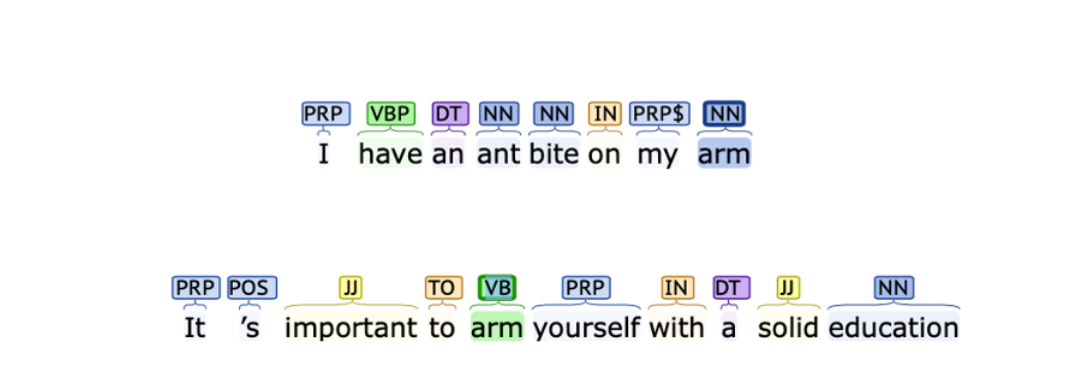 PRP VBP DT NN NN IN PRP$ NN
I have an ant bite on my arm
PRP POS JJ TO VB PRP IN DT JJ NN
It ’s important to arm yourself with a solid education